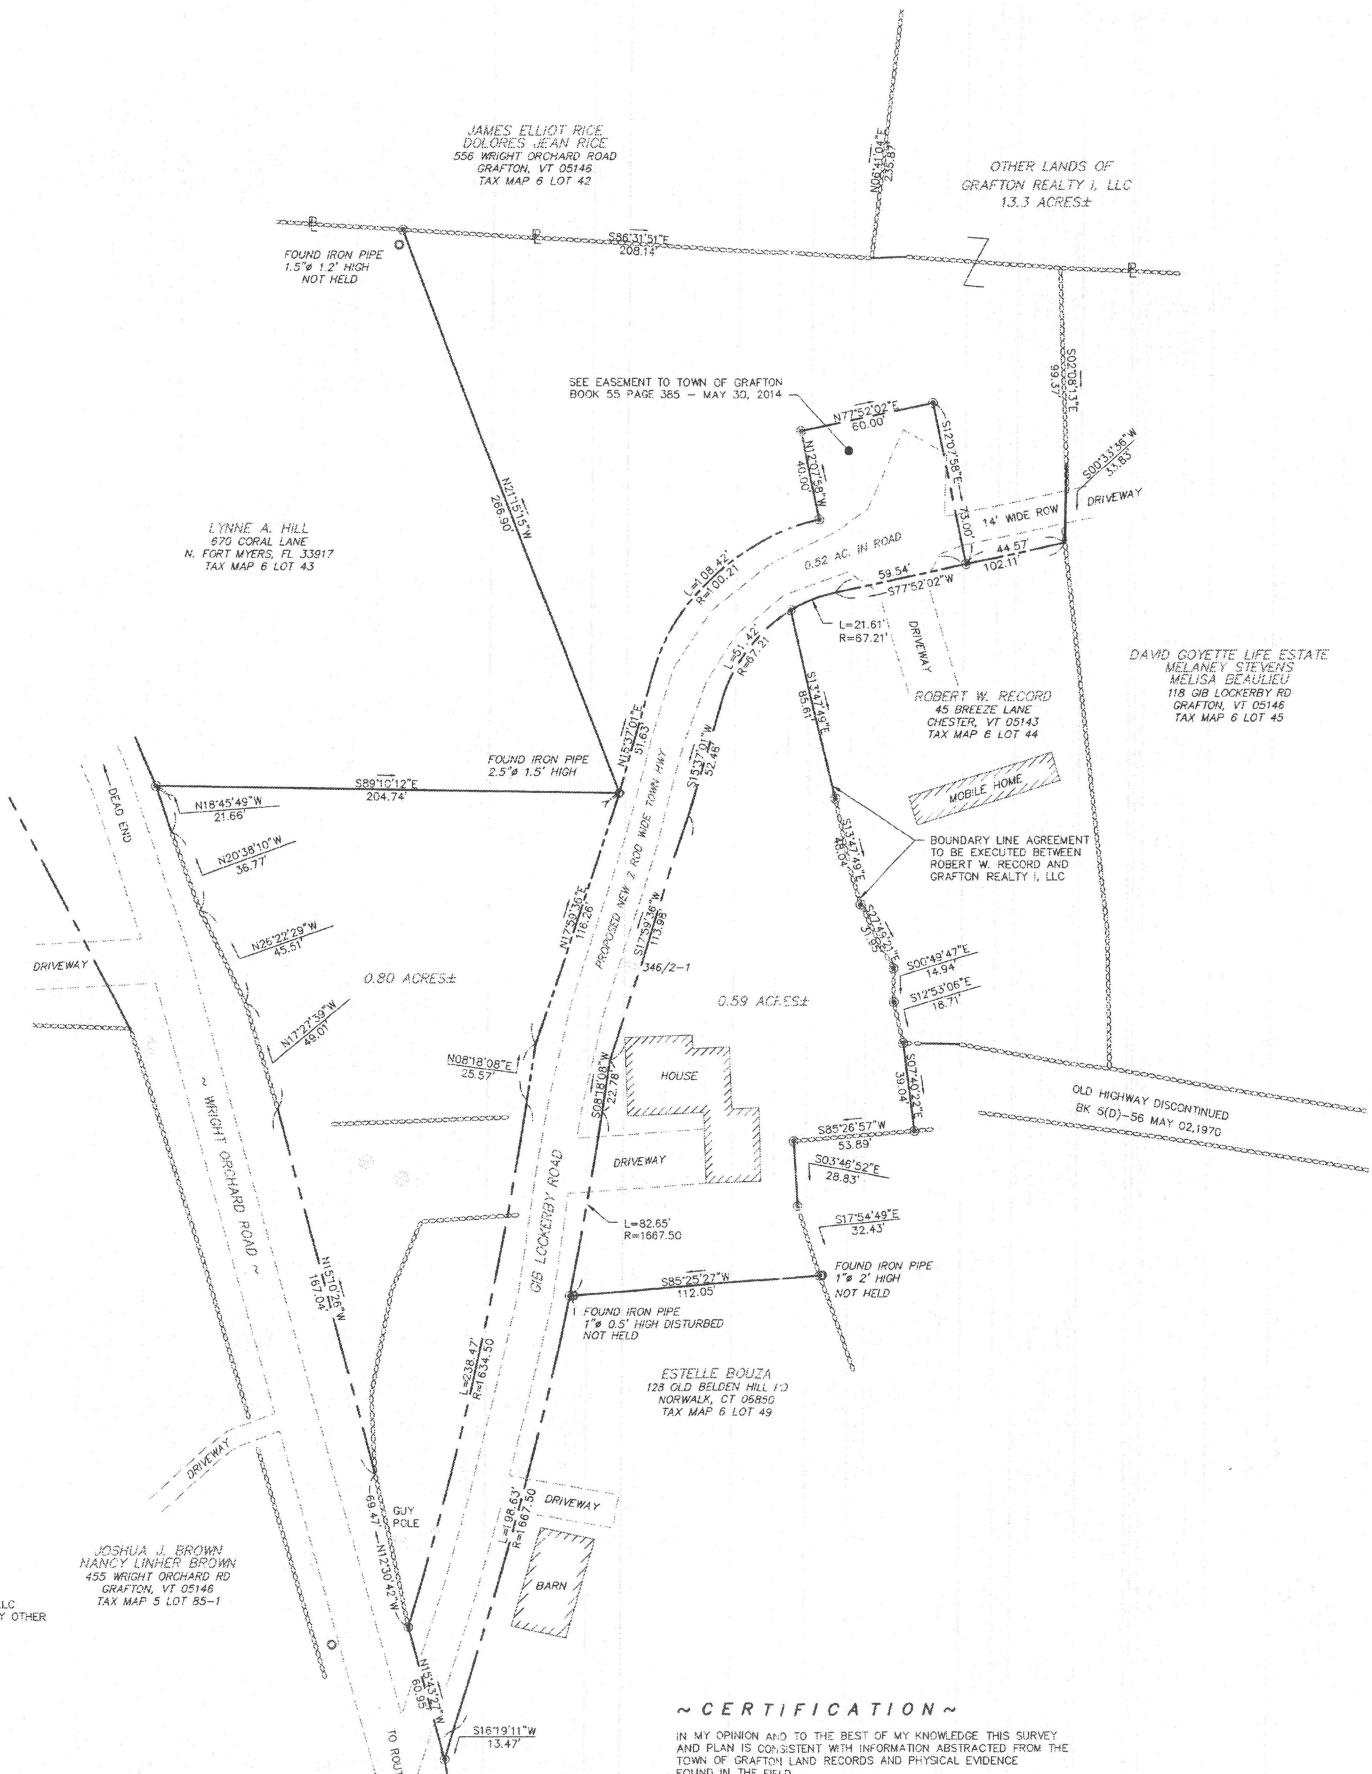 JAMES ELLIOT RICE
DOLORES JEAN RICE
556 WRIGHT ORCHARD ROAD
GRAFTON, VT 05146
TAX MAP 6 LOT 42
N06°41'04"E
235.87'
OTHER LANDS OF
GRAFTON REALTY I, LLC
13.3 ACRES±
S86°31'51"E
208.14'
FOUND IRON PIPE
1.5"ø 1.2' HIGH
NOT HELD
S02°08'13"E
99.37
SEE EASEMENT TO TOWN OF GRAFTON
BOOK 55 PAGE 385 – MAY 30, 2014
N77°52'02"E
60.00'
N12°07'58"W
40.00'
S12°07'58"E
73.00'
S00°33'36"W
33.83'
DRIVEWAY
14' WIDE ROW
N21°15'15"W
266.90'
LYNNE A. HILL
670 CORAL LANE
N. FORT MYERS, FL 33917
TAX MAP 6 LOT 43
0.52 AC. IN ROAD
44.57'
102.11'
59.54'
S77°52'02"W
L=108.42'
R=100.21'
L=21.61'
R=67.21'
L=51.42'
R=67.21
DRIVEWAY
DAVID GOYETTE LIFE ESTATE
MELANEY STEVENS
MELISA BEAULIEU
118 GIB LOCKERBY RD
GRAFTON, VT 05146
TAX MAP 6 LOT 45
S13°47'49"E
85.61'
ROBERT W. RECORD
45 BREEZE LANE
CHESTER, VT 05143
TAX MAP 6 LOT 44
N15°37'01"E
51.63'
S15°37'01"W
52.46'
FOUND IRON PIPE
2.5"ø 1.5' HIGH
MOBILE HOME
S89°10'12"E
204.74'
DEAD END
N18°45'49"W
21.66'
N20°38'10"W
36.77'
PROPOSED NEW 2 ROD WIDE TOWN HWY
S13°47'49"E
48.04'
BOUNDARY LINE AGREEMENT
TO BE EXECUTED BETWEEN
ROBERT W. RECORD AND
GRAFTON REALTY I, LLC
N17°59'36"E
116.26'
S17°59'36"W
113.98'
S27°49'21"E
31.95'
N26°22'29"W
45.51'
DRIVEWAY
346/2-1
0.80 ACRES±
0.59 ACRES±
S00°49'47"E
14.94'
S12°53'06"E
18.71'
N17°27'39"W
49.01'
N08°18'08"E
25.57'
S08°18'08"W
22.78'
HOUSE
S07°40'22"E
39.04'
OLD HIGHWAY DISCONTINUED
BK 5(D)-56 MAY 02,1970
~ WRIGHT ORCHARD ROAD ~
S85°26'57"W
53.89'
DRIVEWAY
S03°46'52"E
28.83'
GIB LOCKERBY ROAD
L=82.65'
R=1667.50
S17°54'49"E
32.43'
N15°10'26"W
167.04'
S85°25'27"W
112.05'
FOUND IRON PIPE
1"ø 2' HIGH
NOT HELD
FOUND IRON PIPE
1"ø 0.5' HIGH DISTURBED
NOT HELD
L=238.47'
R=1634.50
ESTELLE BOUZA
128 OLD BELDEN HILL
NORWALK, CT 06850
TAX MAP 6 LOT 49
DRIVEWAY
DRIVEWAY
L=198.63'
R=1667.50
GUY
POLE
69.47'
N12°30'42"W
BARN
JOSHUA J. BROWN
NANCY LINHER BROWN
455 WRIGHT ORCHARD RD
GRAFTON, VT 05146
TAX MAP 5 LOT 85-1
LLC
Y OTHER
N15°43'27"W
60.95'
TO ROUT
S16°19'11"W
13.47'
~ CERTIFICATION ~
IN MY OPINION AND TO THE BEST OF MY KNOWLEDGE THIS SURVEY
AND PLAN IS CONSISTENT WITH INFORMATION ABSTRACTED FROM THE
TOWN OF GRAFTON LAND RECORDS AND PHYSICAL EVIDENCE
FOUND IN THE FIELD